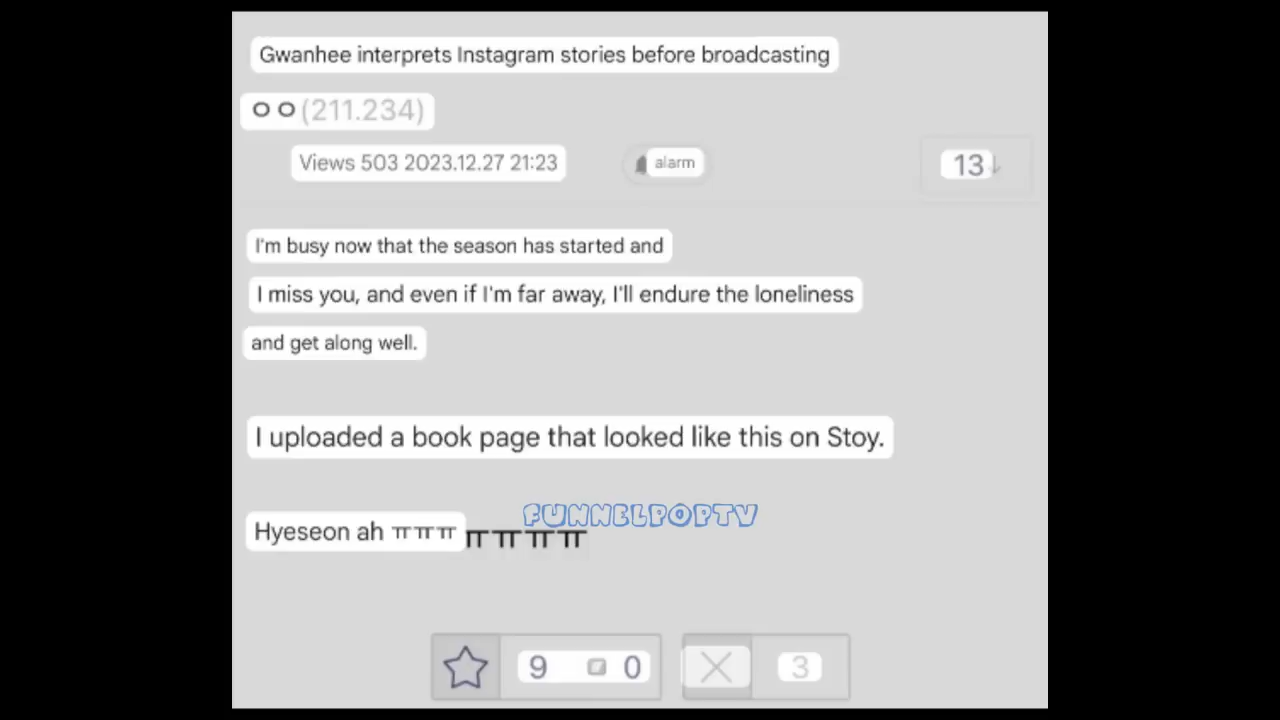 Gwanhee interprets Instagram stories before broadcasting
ㅇㅇ(211.234)
Views 503 2023.12.27 21:23
alarm
13
I'm busy now that the season has started and
I miss you, and even if I'm far away, I'll endure the loneliness
and get along well.
I uploaded a book page that looked like this on Stoy.
FUNNELPOPTV
Hyeseon ah ㅠㅠㅠㅠㅠㅠㅠ
9 0 3